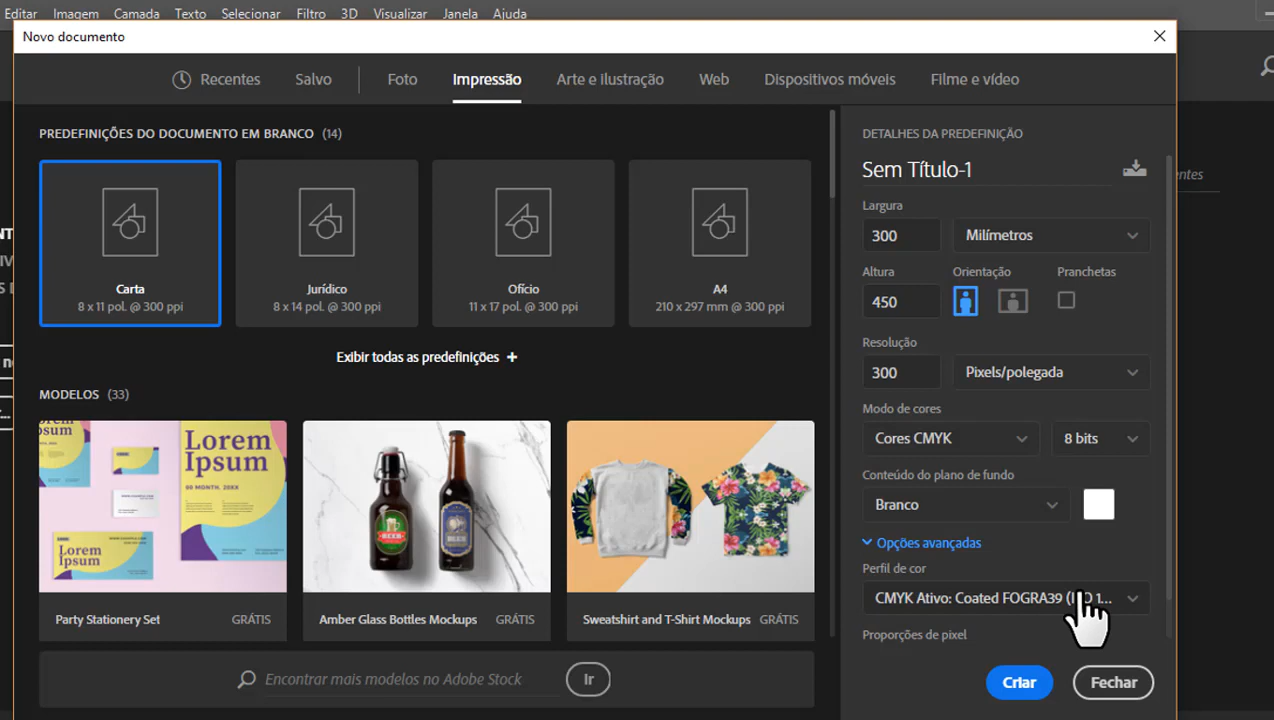 Editar Imagem Camada Texto Selecionar Filtro 3D Visualizar Janela Ajuda
Novo documento
Recentes Salvo Foto Impressão Arte e ilustração Web Dispositivos móveis Filme e vídeo
PREDEFINIÇÕES DO DOCUMENTO EM BRANCO (14)
Carta
8 x 11 pol. @ 300 ppi
Jurídico
8 x 14 pol. @ 300 ppi
Ofício
11 x 17 pol. @ 300 ppi
A4
210 x 297 mm @ 300 ppi
Exibir todas as predefinições +
MODELOS (33)
Lorem
Ipsum
Lorem
Ipsum
BEER
BEER
Party Stationery Set GRÁTIS
Amber Glass Bottles Mockups GRÁTIS
Sweatshirt and T-Shirt Mockups GRÁTIS
Encontrar mais modelos no Adobe Stock Ir
DETALHES DA PREDEFINIÇÃO
Sem Título-1
Largura
300 Milímetros
Altura Orientação Pranchetas
450
Resolução
300 Pixels/polegada
Modo de cores
Cores CMYK 8 bits
Conteúdo do plano de fundo
Branco
Opções avançadas
Perfil de cor
CMYK Ativo: Coated FOGRA39
Proporções de pixel
Criar Fechar